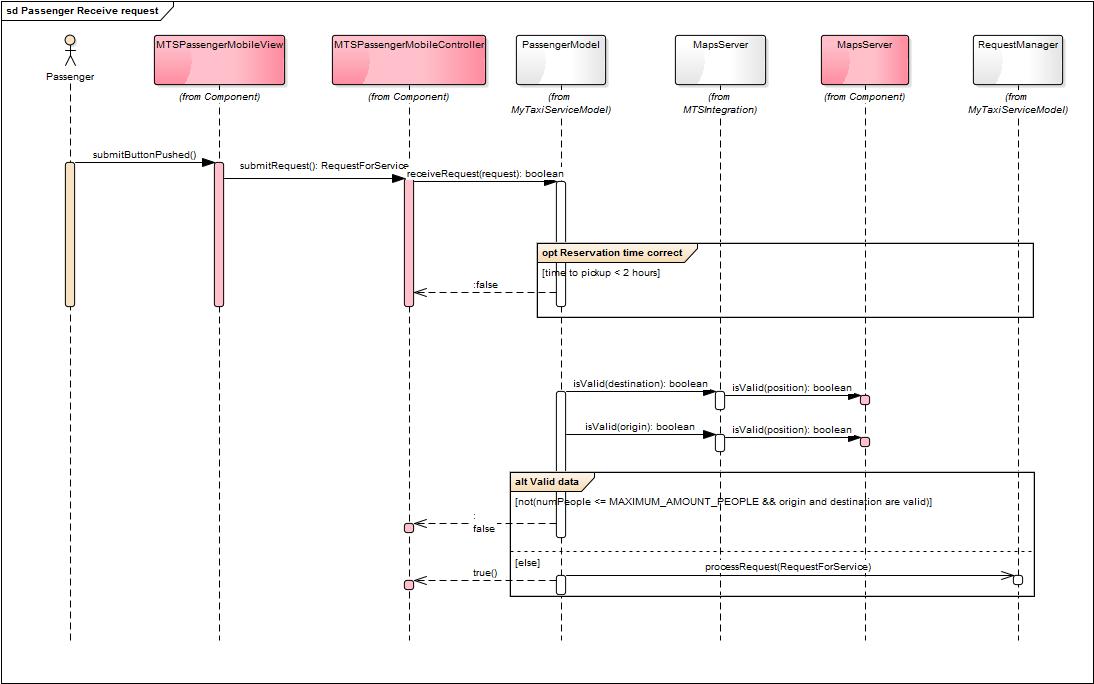 sd Passenger Receive request
Passenger
MTSPassengerMobileView
(from Component)
MTSPassengerMobileController
(from Component)
PassengerModel
(from
MyTaxiServiceModel)
MapsServer
(from
MTSIntegration)
MapsServer
(from Component)
RequestManager
(from
MyTaxiServiceModel)
submitButtonPushed()
submitRequest(): RequestForService
receiveRequest(request): boolean
opt Reservation time correct
[time to pickup < 2 hours]
:false
isValid(destination): boolean
isValid(position): boolean
isValid(origin): boolean
isValid(position): boolean
alt Valid data
[not(numPeople <= MAXIMUM_AMOUNT_PEOPLE && origin and destination are valid)]
:
false
[else]
processRequest(RequestForService)
true()